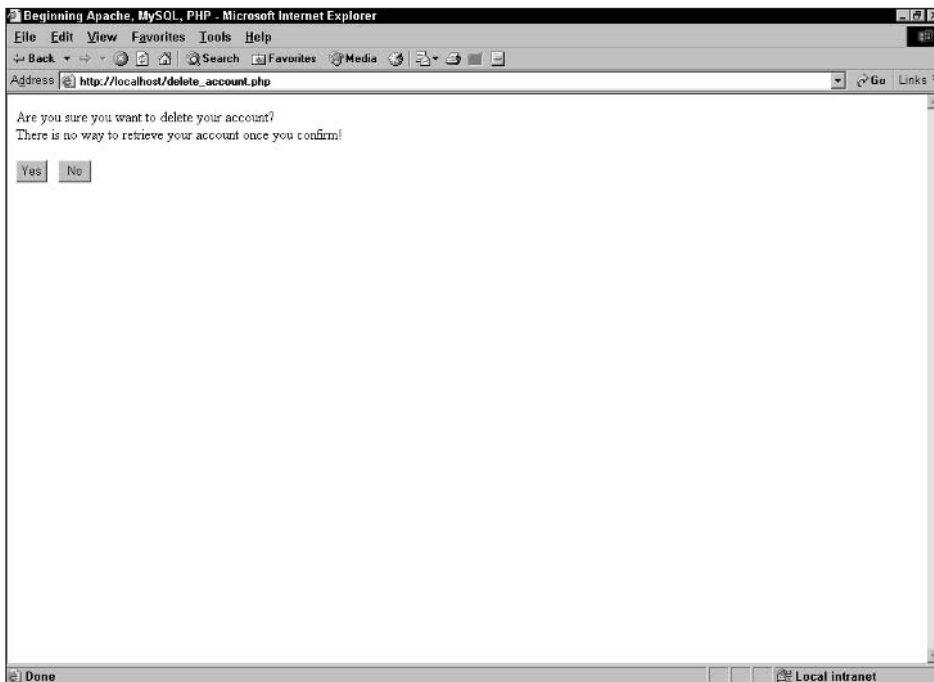 Beginning Apache, MySQL, PHP - Microsoft Internet Explorer
File Edit View Favorites Tools Help
Back Search Favorites Media
Address http://localhost/delete_account.php Go Links
Are you sure you want to delete your account?
There is no way to retrieve your account once you confirm!
Yes No
Done Local intranet